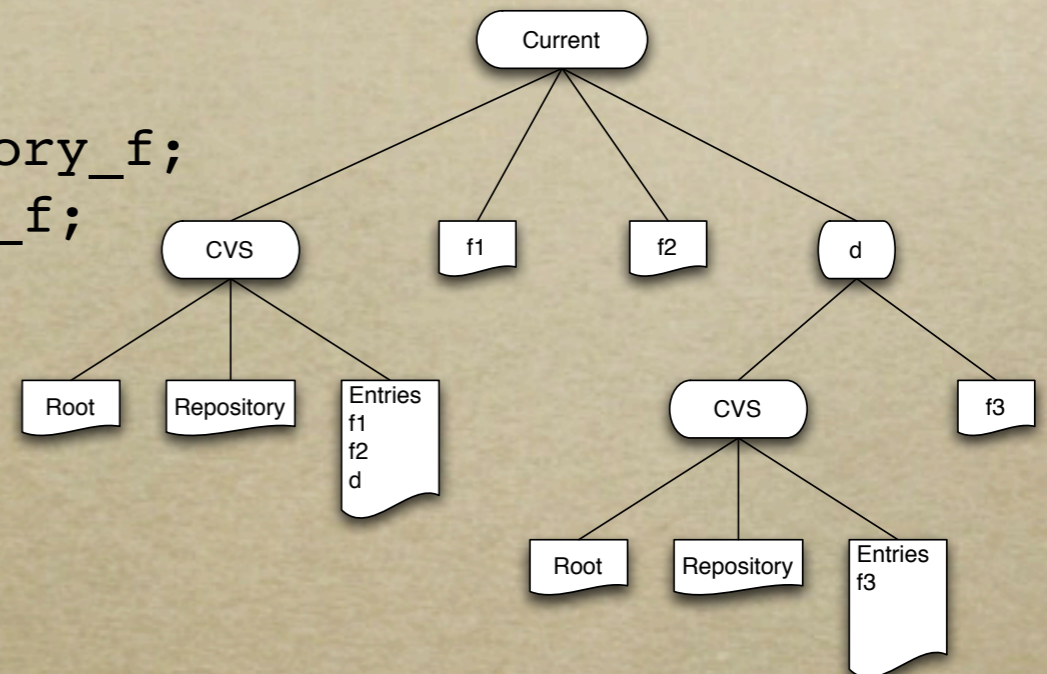 Current
ory_f;
_f;
CVS
f1
f2
d
Root
Repository
Entries
f1
f2
d
CVS
f3
Root
Repository
Entries
f3